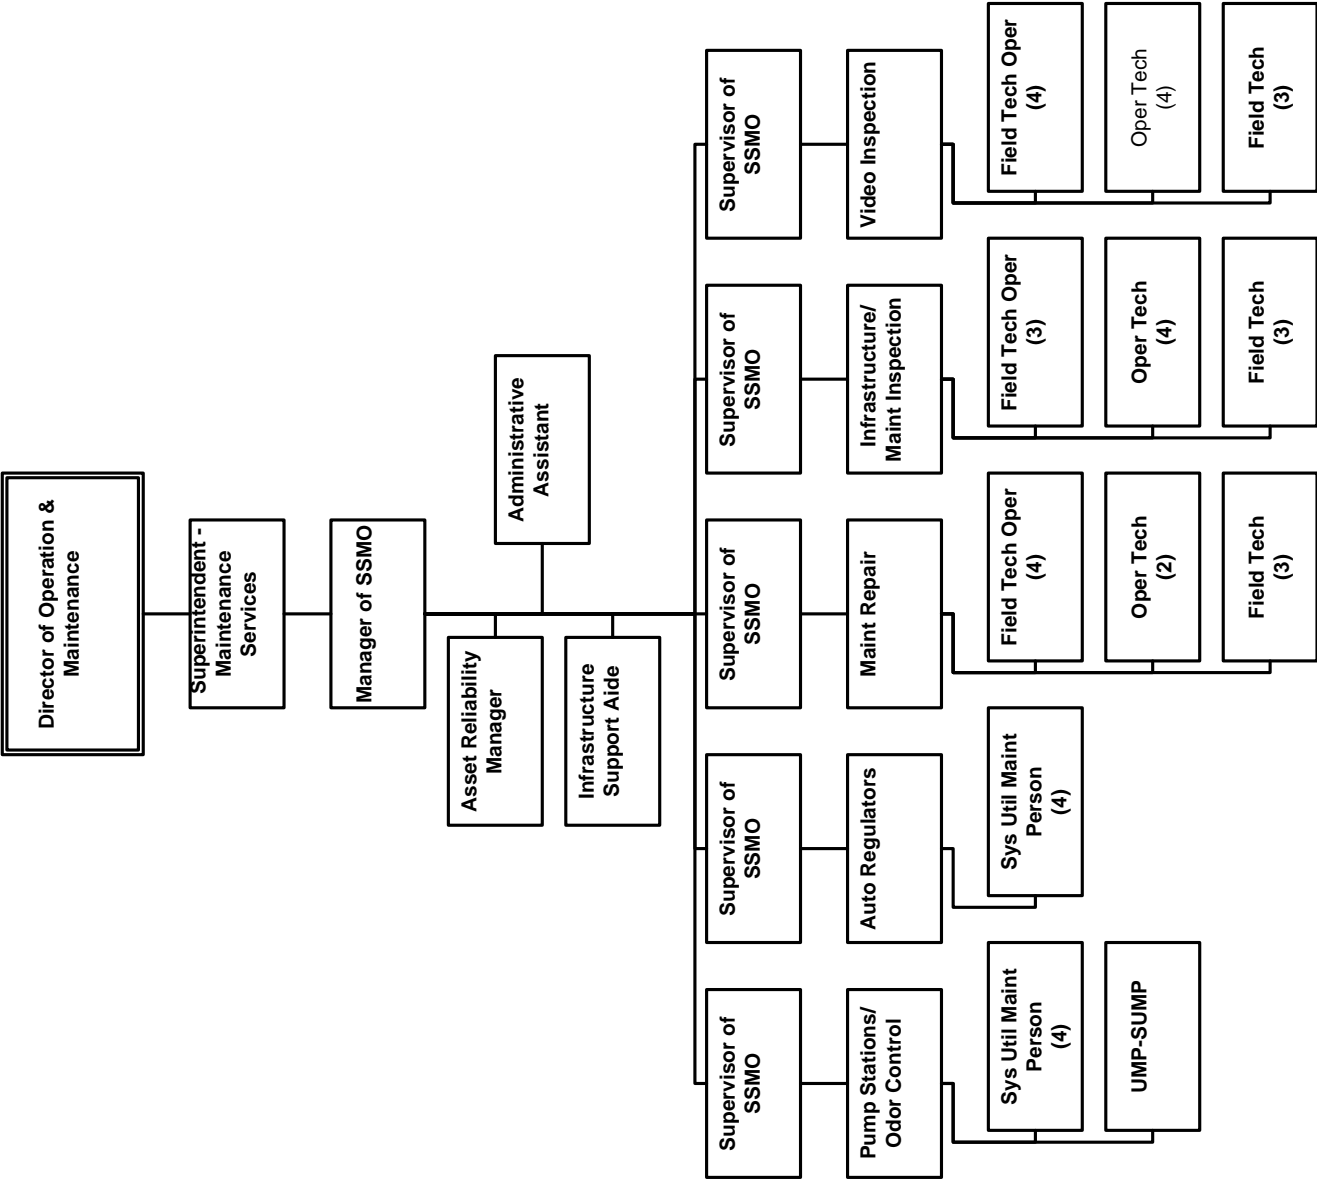 Director of Operation &
Maintenance
Superintendent -
Maintenance
Services
Manager of SSMO
Administrative
Assistant
Asset Reliability
Manager
Infrastructure
Support Aide
Supervisor of
SSMO
Pump Stations/
Odor Control
Sys Util Maint
Person
(4)
UMP-SUMP
Supervisor of
SSMO
Auto Regulators
Sys Util Maint
Person
(4)
Supervisor of
SSMO
Maint Repair
Field Tech Oper
(4)
Oper Tech
(2)
Field Tech
(3)
Supervisor of
SSMO
Infrastructure/
Maint Inspection
Field Tech Oper
(3)
Oper Tech
(4)
Field Tech
(3)
Supervisor of
SSMO
Video Inspection
Field Tech Oper
(4)
Oper Tech
(4)
Field Tech
(3)